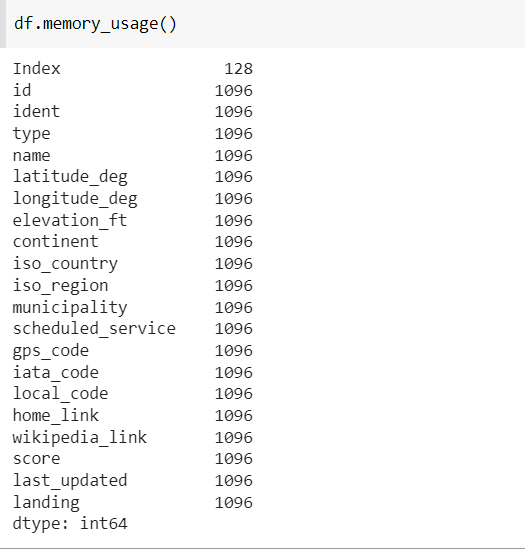 df.memory_usage()
Index 128
id 1096
ident 1096
type 1096
name 1096
latitude_deg 1096
longitude_deg 1096
elevation_ft 1096
continent 1096
iso_country 1096
iso_region 1096
municipality 1096
scheduled_service 1096
gps_code 1096
iata_code 1096
local_code 1096
home_link 1096
wikipedia_link 1096
score 1096
last_updated 1096
landing 1096
dtype: int64